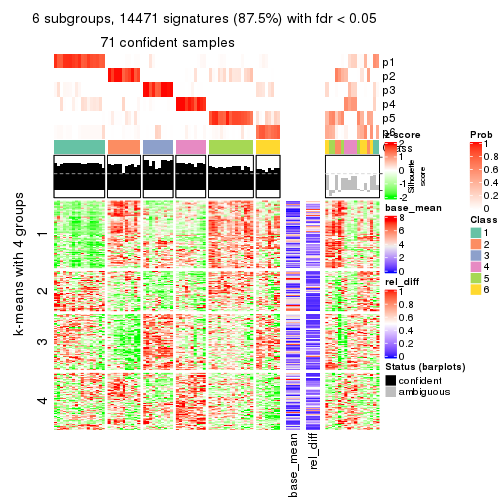 6 subgroups, 14471 signatures (87.5%) with fdr < 0.05
71 confident samples
p1
p2
p3
p4
p5
p6
Class
Silhouette
score
k-means with 4 groups
1
2
3
4
base_mean
rel_diff
z-score
2
1
0
-1
-2
base_mean
8
6
4
2
0
rel_diff
1
0.8
0.6
0.4
0.2
0
Status (barplots)
confident
ambiguous
Prob
1
0.8
0.6
0.4
0.2
0
Class
1
2
3
4
5
6